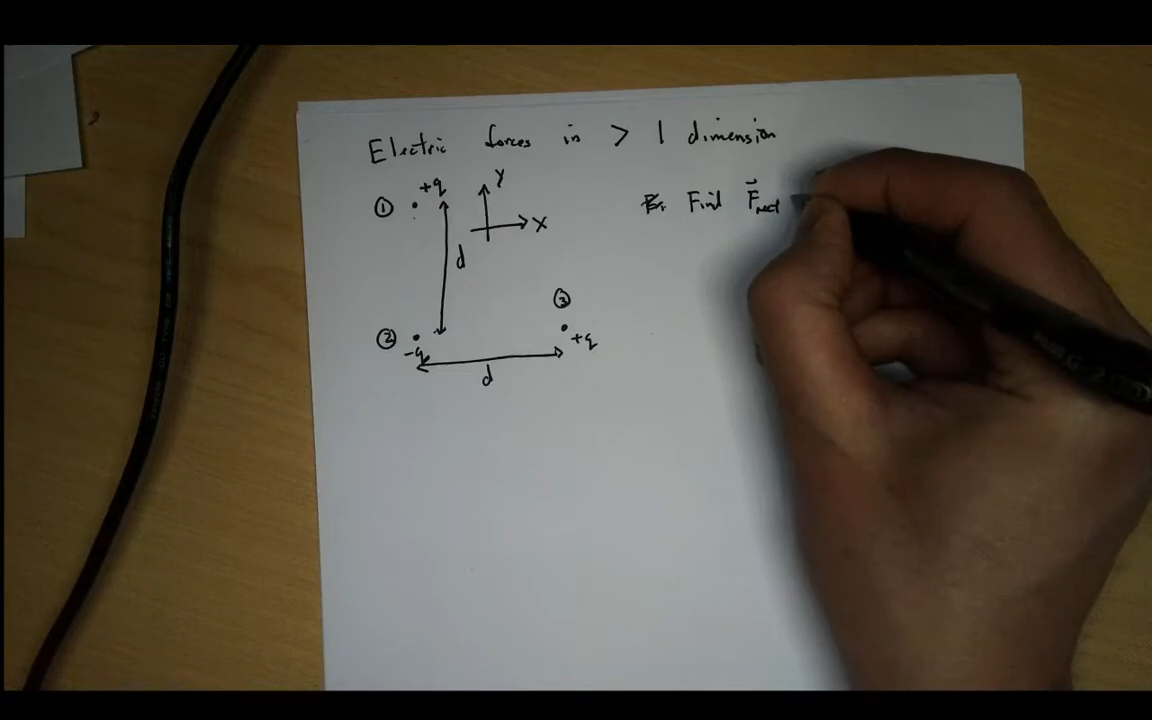 Electric forces in > 1 dimension
+q
Y
①
X
Find F⃗net
d
③
②
-q
+q
d